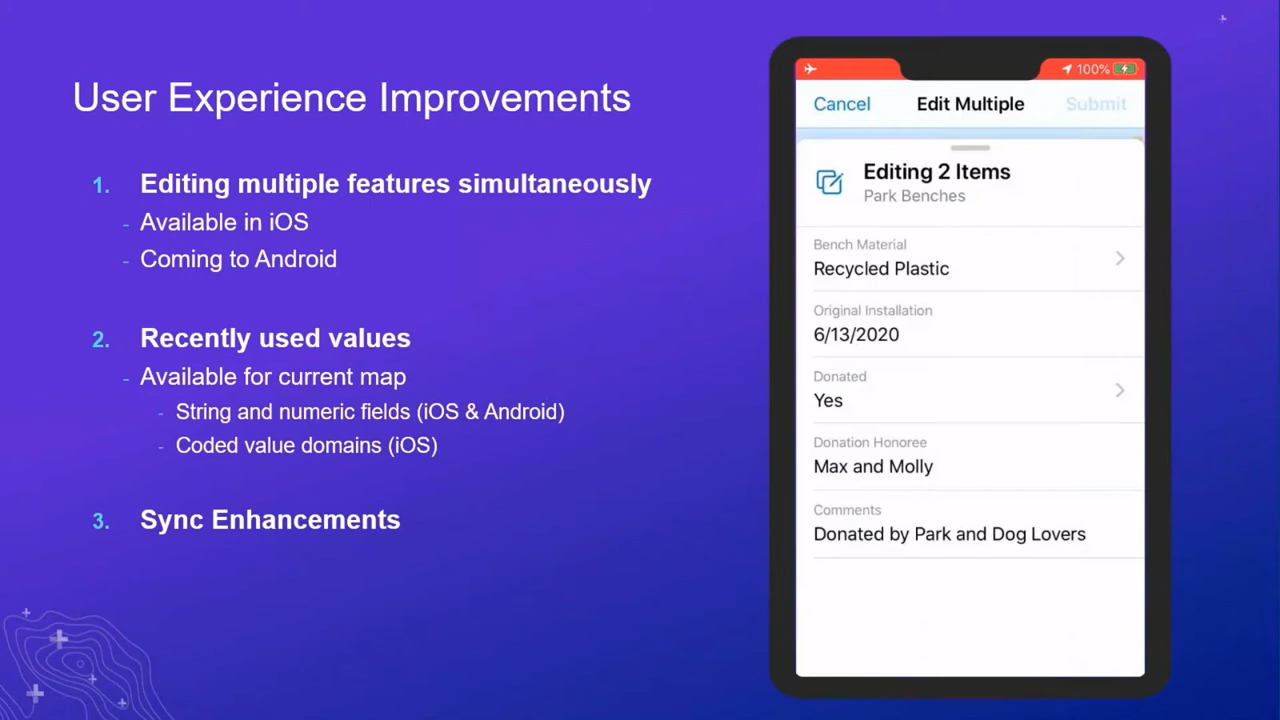 User Experience Improvements
1. Editing multiple features simultaneously
- Available in iOS
- Coming to Android
2. Recently used values
- Available for current map
- String and numeric fields (iOS & Android)
- Coded value domains (iOS)
3. Sync Enhancements
100%
Cancel Edit Multiple Submit
Editing 2 Items
Park Benches
Bench Material
Recycled Plastic
Original Installation
6/13/2020
Donated
Yes
Donation Honoree
Max and Molly
Comments
Donated by Park and Dog Lovers